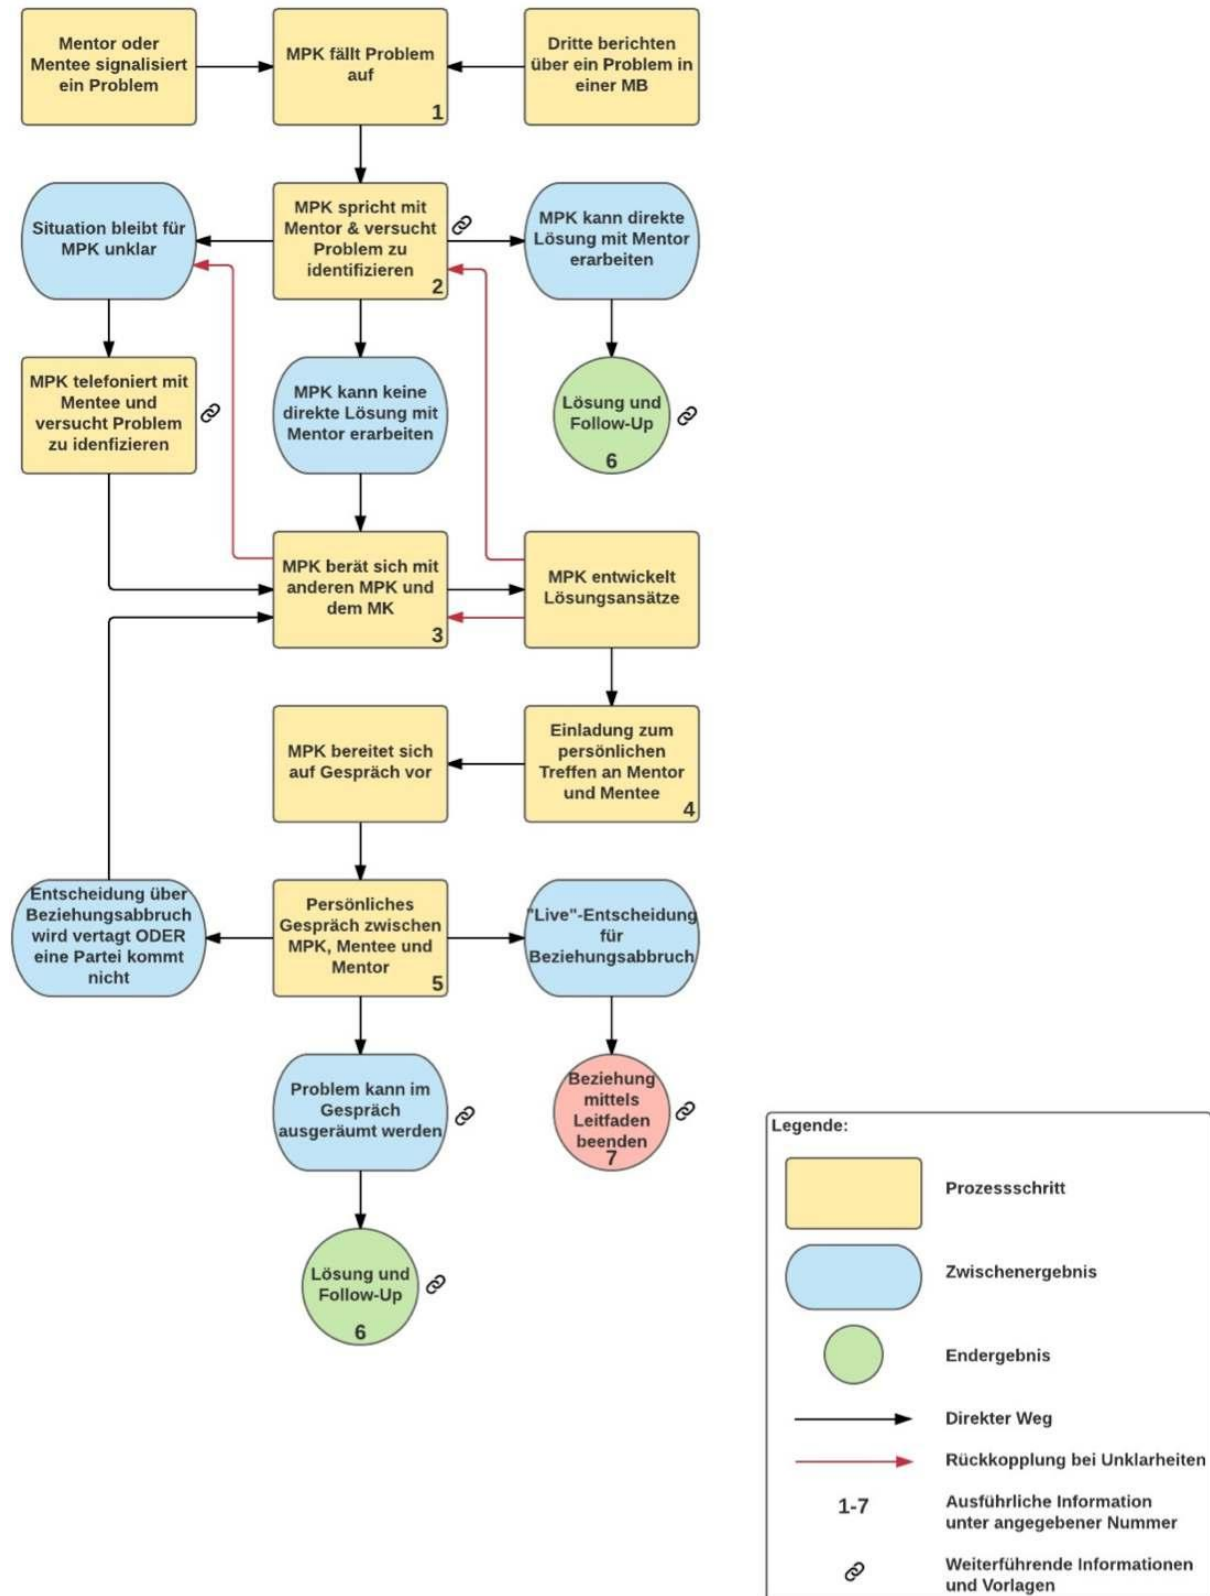 Mentor oder
Mentee signalisiert
ein Problem
MPK fällt Problem
auf
1
Dritte berichten
über ein Problem in
einer MB
Situation bleibt für
MPK unklar
MPK spricht mit
Mentor & versucht
Problem zu
identifizieren
2
MPK kann direkte
Lösung mit Mentor
erarbeiten
MPK telefoniert mit
Mentee und
versucht Problem
zu idenfizieren
MPK kann keine
direkte Lösung mit
Mentor erarbeiten
Lösung und
Follow-Up
6
MPK berät sich mit
anderen MPK und
dem MK
3
MPK entwickelt
Lösungsansätze
MPK bereitet sich
auf Gespräch vor
Einladung zum
persönlichen
Treffen an Mentor
und Mentee
4
Entscheidung über
Beziehungsabbruch
wird vertagt ODER
eine Partei kommt
nicht
Persönliches
Gespräch zwischen
MPK, Mentee und
Mentor
5
"Live"-Entscheidung
für
Beziehungsabbruch
Problem kann im
Gespräch
ausgeräumt werden
Beziehung
mittels
Leitfaden
beenden
7
Lösung und
Follow-Up
6
Legende:
Prozessschritt
Zwischenergebnis
Endergebnis
Direkter Weg
Rückkopplung bei Unklarheiten
1-7
Ausführliche Information
unter angegebener Nummer
Weiterführende Informationen
und Vorlagen